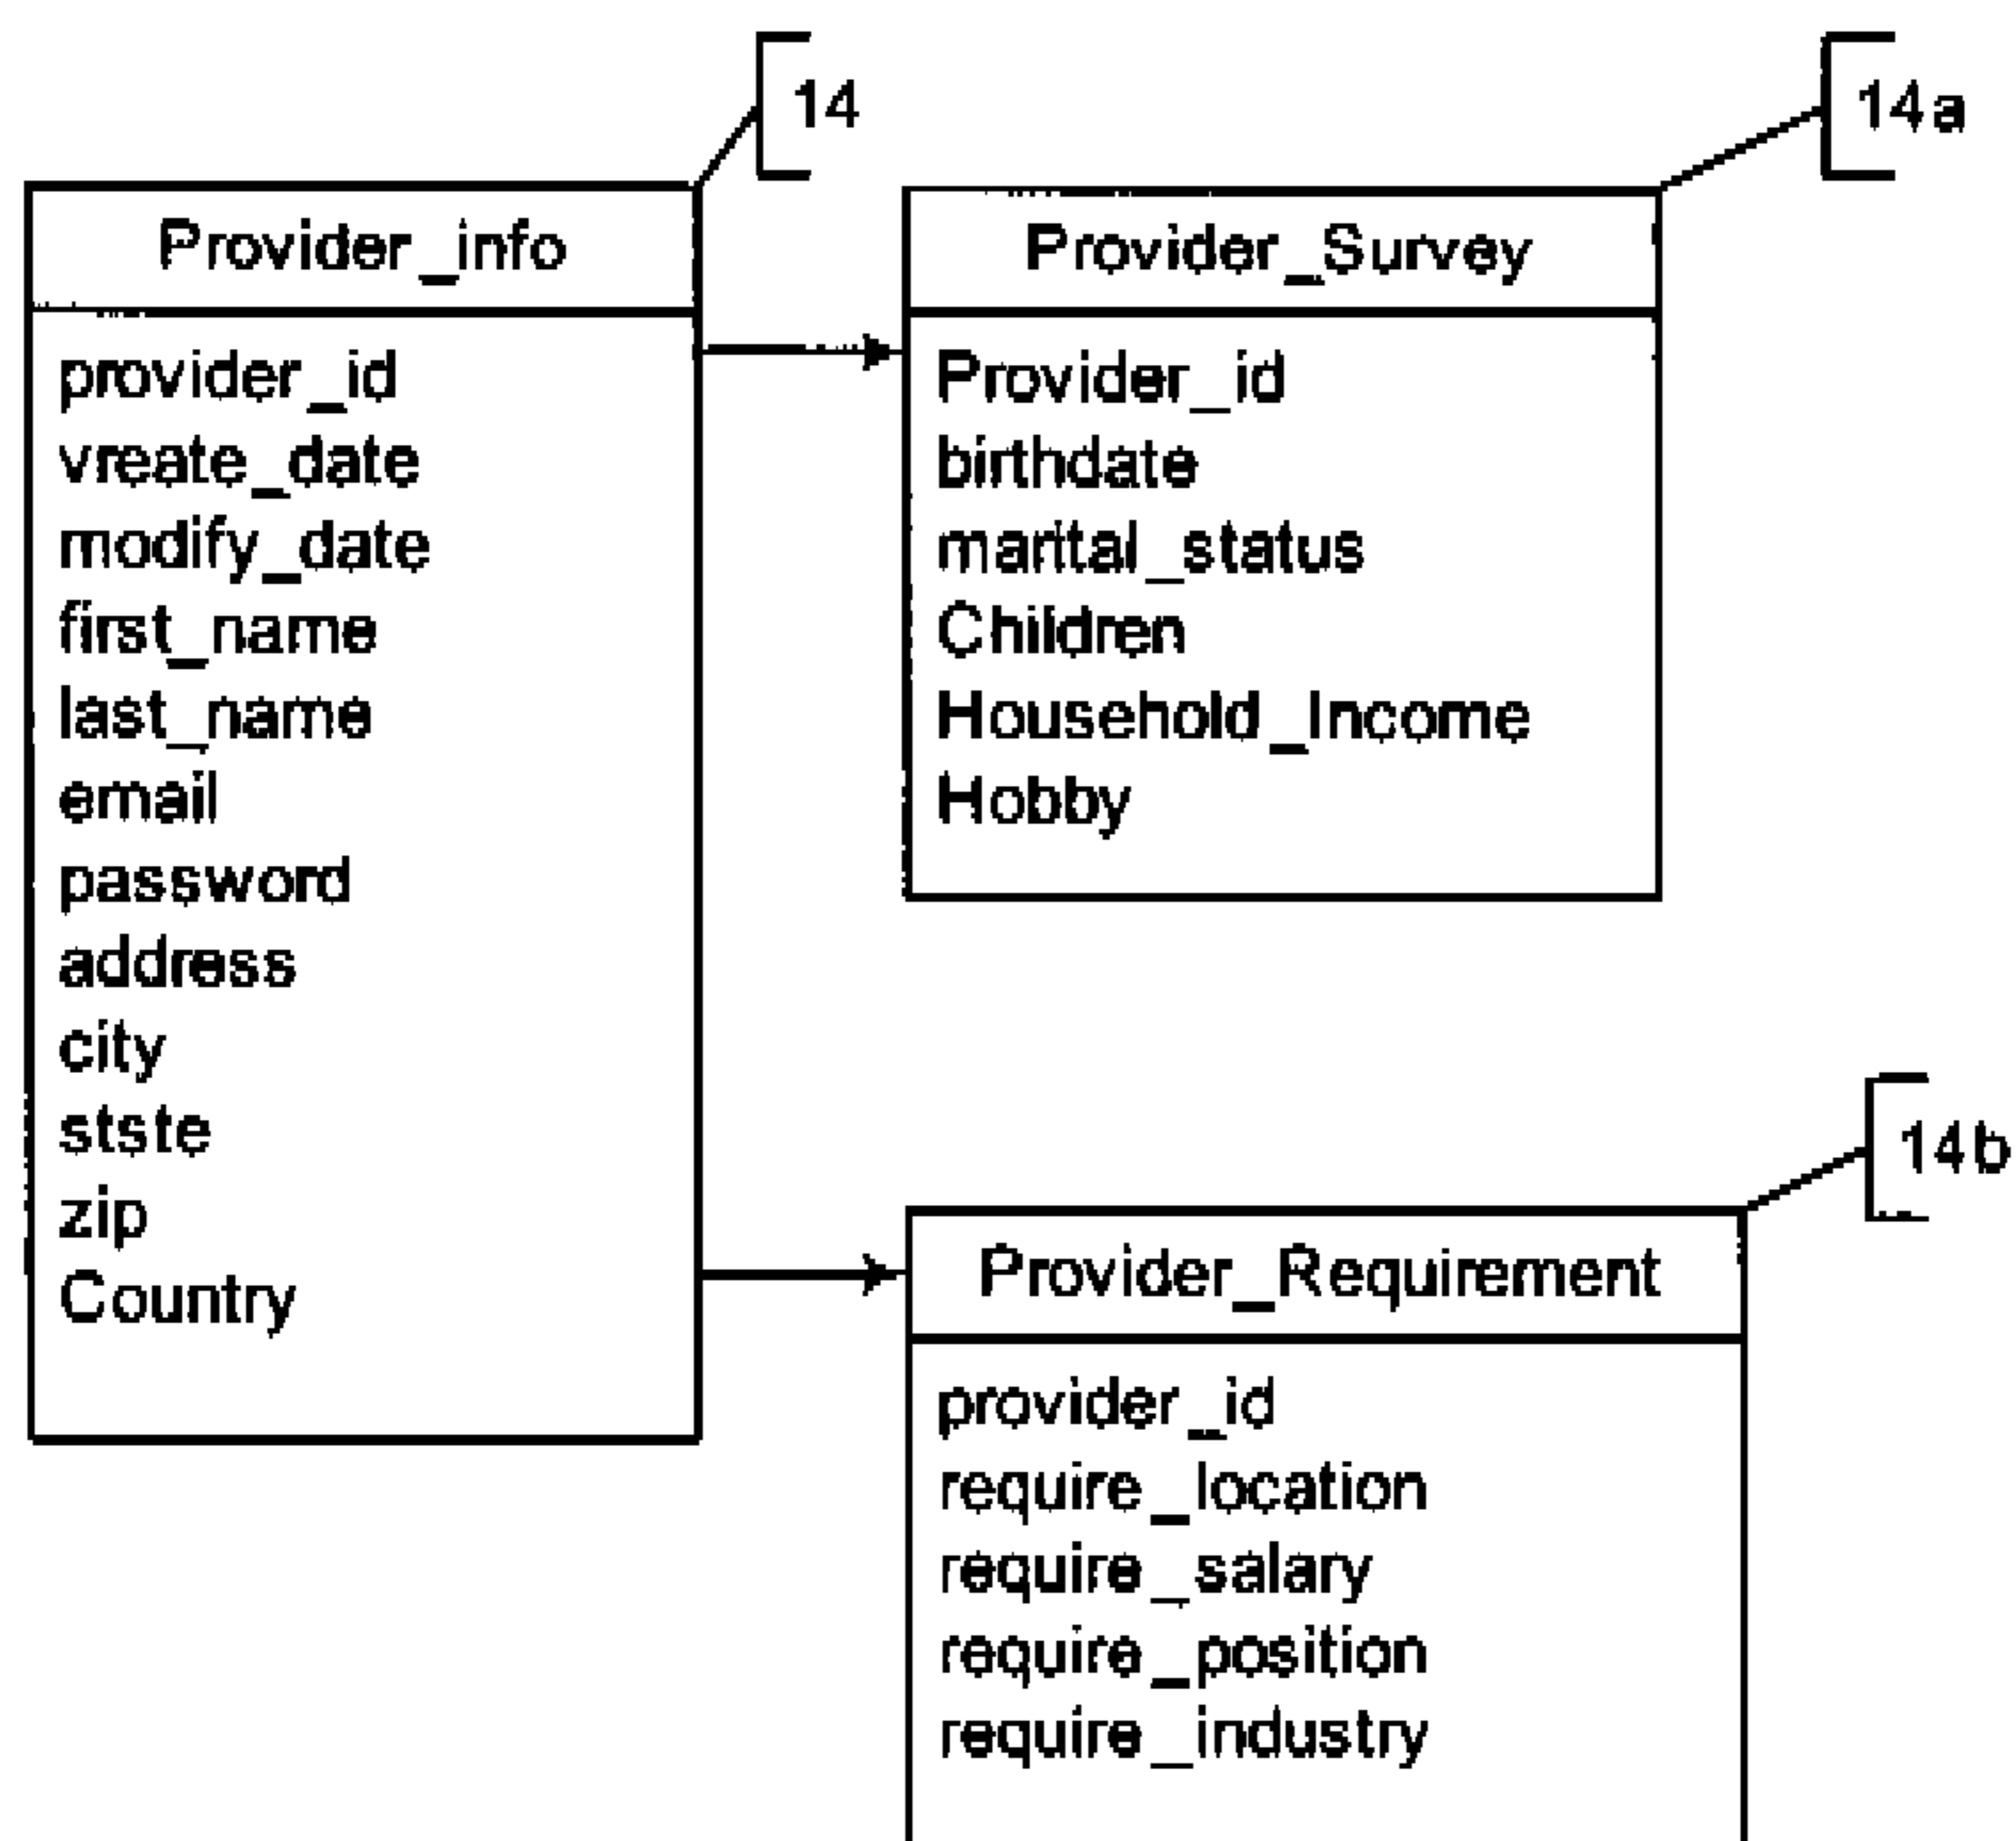 14
Provider_info
provider_id
vreate_date
modify_date
first_name
last_name
email
password
address
city
stste
zip
Country
14a
Provider_Survey
Provider_id
birthdate
marttal_status
Children
Household_Income
Hobby
14b
Provider_Requirement
provider_id
require_location
require_salary
require_position
require_industry